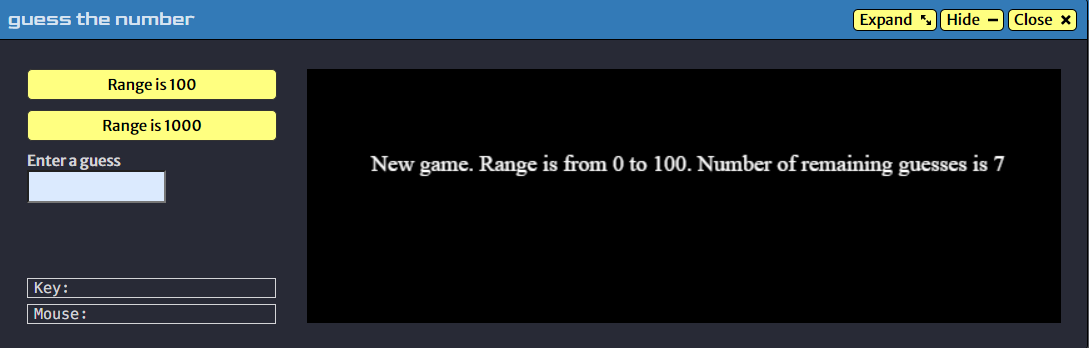 guess the number
Expand
Hide
Close
Range is 100
Range is 1000
Enter a guess
New game. Range is from 0 to 100. Number of remaining guesses is 7
Key:
Mouse: